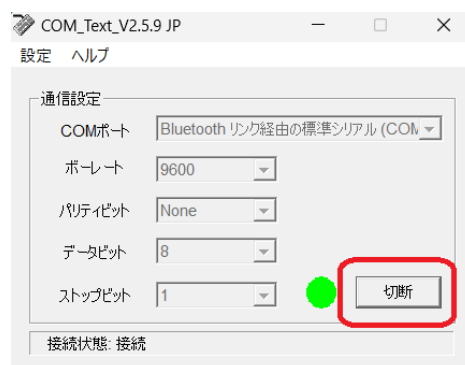 COM_Text_V2.5.9 JP
設定 ヘルプ
通信設定
COMポート Bluetooth リンク経由の標準シリアル (COM
ボーレート 9600
パリティビット None
データビット 8
ストップビット 1 切断
接続状態: 接続